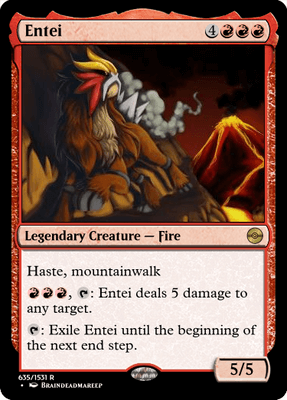 Entei 4
Legendary Creature — Fire
Haste, mountainwalk
, : Entei deals 5 damage to
any target.
: Exile Entei until the beginning of
the next end step.
5/5
635/1531 R
• Braindeadmareep